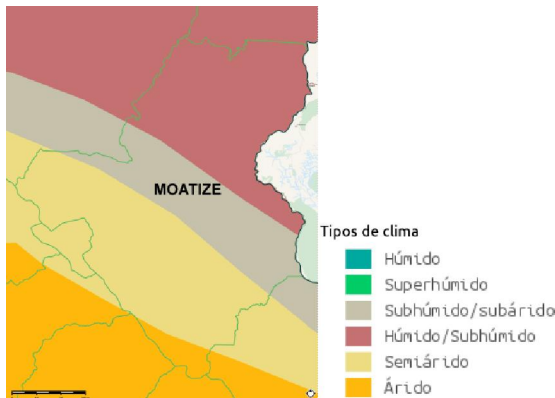 MOATIZE
Tipos de clima
Húmido
Superhúmido
Subhúmido/subárido
Húmido/Subhúmido
Semiárido
Árido